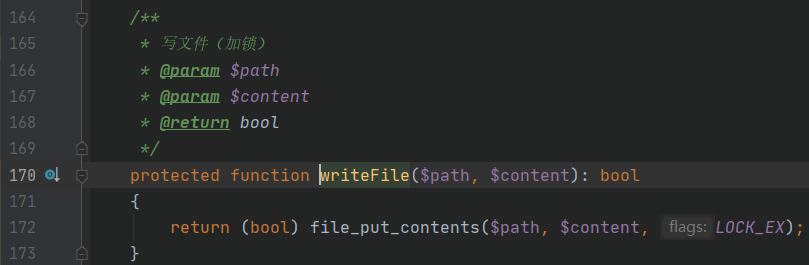 164 /**
165 * 写文件（加锁）
166 * @param $path
167 * @param $content
168 * @return bool
169 */
170 protected function writeFile($path, $content): bool
171 {
172 return (bool) file_put_contents($path, $content, flags: LOCK_EX);
173 }